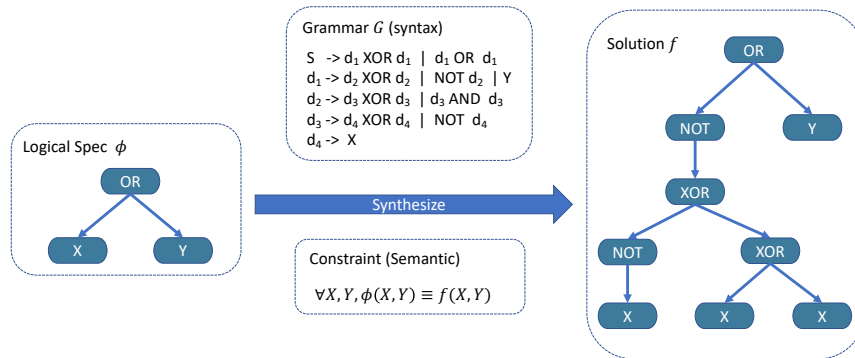 Grammar G (syntax)
S -> d₁ XOR d₁ | d₁ OR d₁
d₁ -> d₂ XOR d₂ | NOT d₂ | Y
d₂ -> d₃ XOR d₃ | d₃ AND d₃
d₃ -> d₄ XOR d₄ | NOT d₄
d₄ -> X
Logical Spec ϕ
OR
X Y
Synthesize
Constraint (Semantic)
∀X, Y, ϕ(X, Y) ≡ f(X, Y)
Solution f
OR
NOT Y
XOR
NOT XOR
X X X